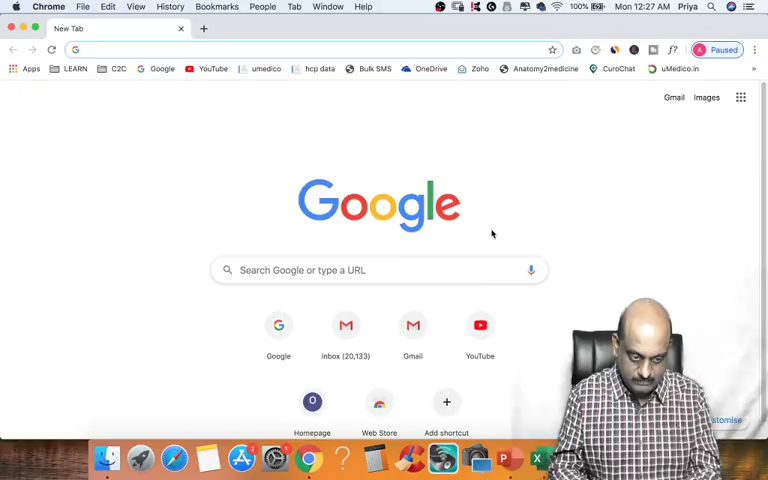 Chrome File Edit View History Bookmarks People Tab Window Help 100% Mon 12:27 AM Priya
New Tab
A Paused
Apps LEARN C2C Google YouTube umedico hcp data Bulk SMS OneDrive Zoho Anatomy2medicine CuroChat uMedico.in »
Gmail Images
Google
Search Google or type a URL
Google Inbox (20,133) Gmail YouTube
O
Homepage Web Store Add shortcut
stomise